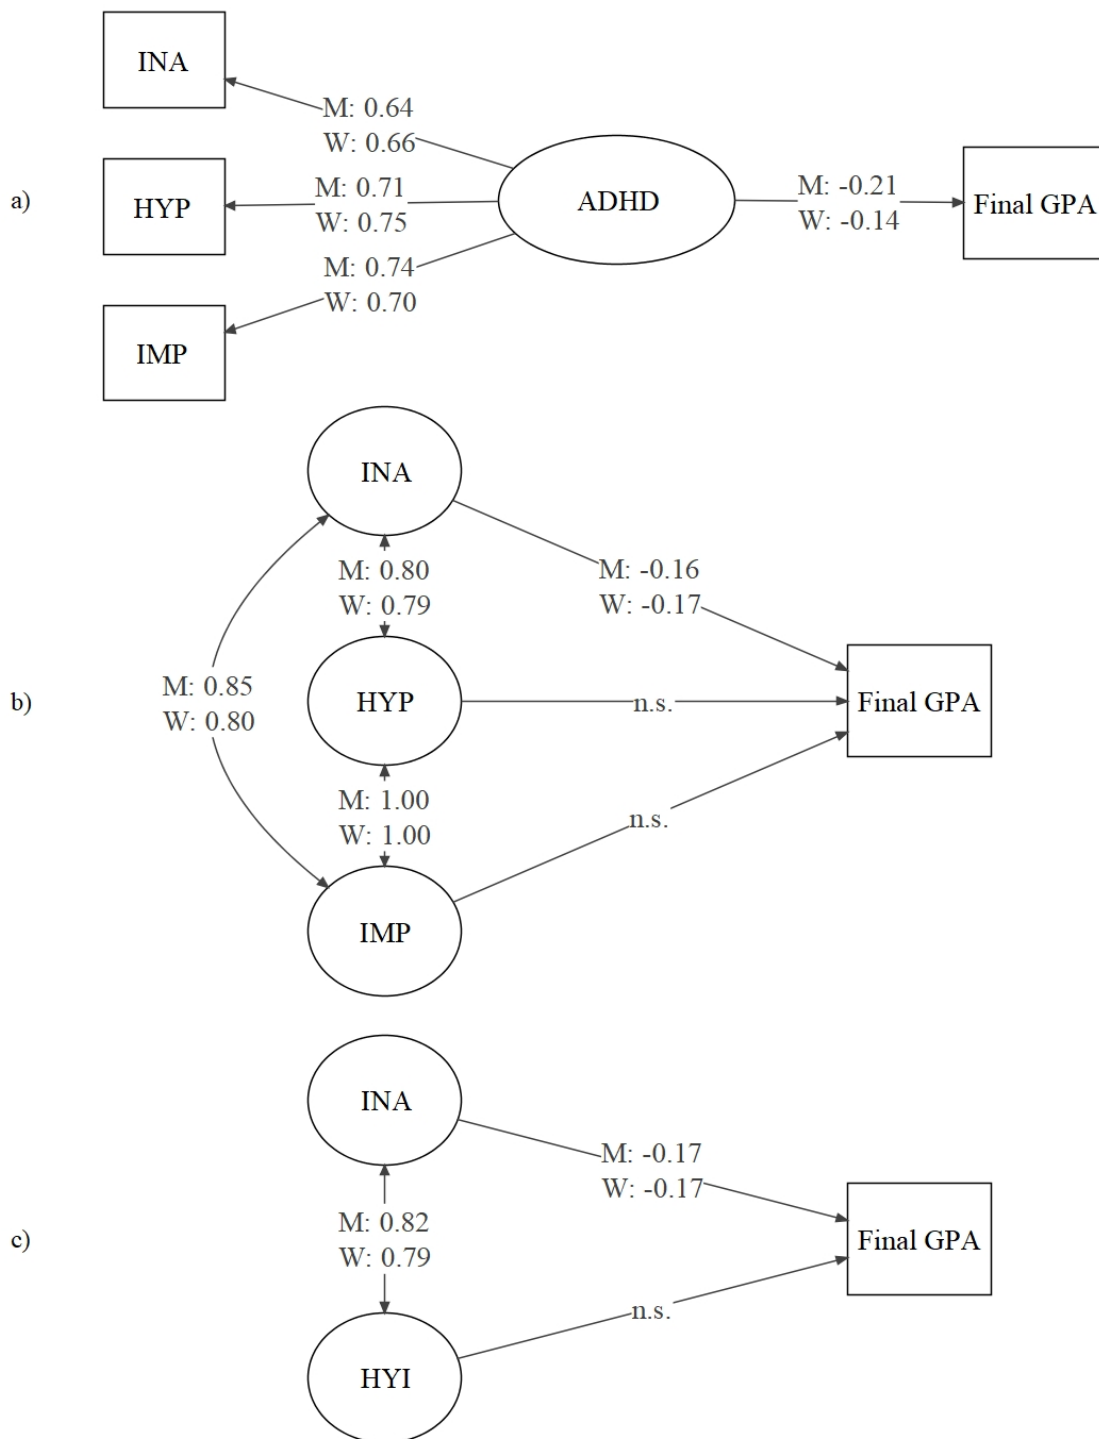 INA
M: 0.64
W: 0.66
a)
HYP
M: 0.71
W: 0.75
ADHD
M: -0.21
W: -0.14
Final GPA
M: 0.74
W: 0.70
IMP
INA
M: 0.80
W: 0.79
M: -0.16
W: -0.17
b)
M: 0.85
W: 0.80
HYP
n.s.
Final GPA
M: 1.00
W: 1.00
n.s.
IMP
INA
M: -0.17
W: -0.17
c)
M: 0.82
W: 0.79
Final GPA
n.s.
HYI